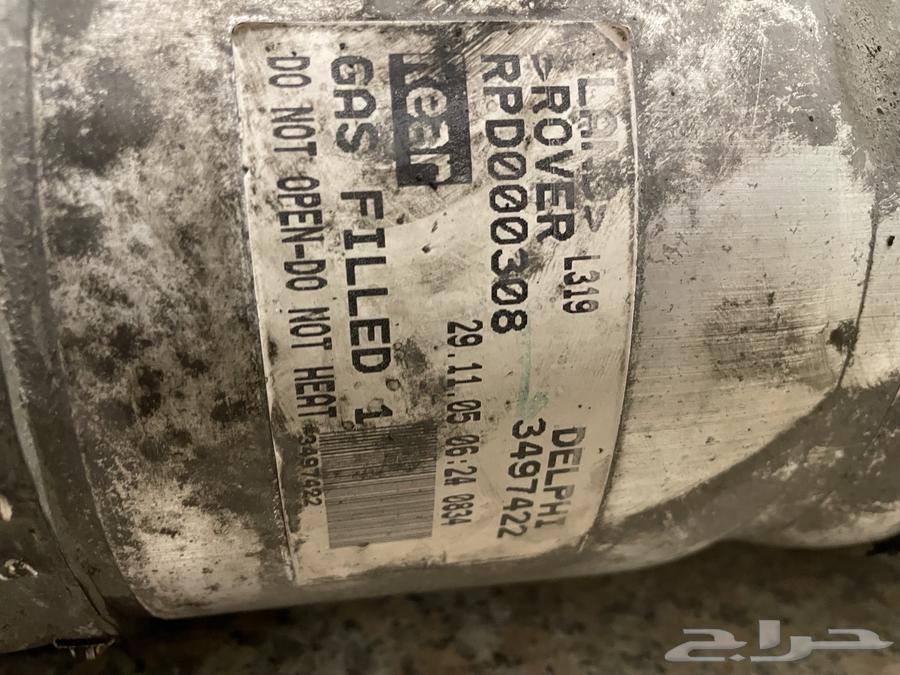 LAND
ROVER L319
RPD000308
DELPHI
3497422
Rear
29.11.05 06:24 0834
GAS FILLED 1
DO NOT OPEN-DO NOT HEAT
3497422
حراج